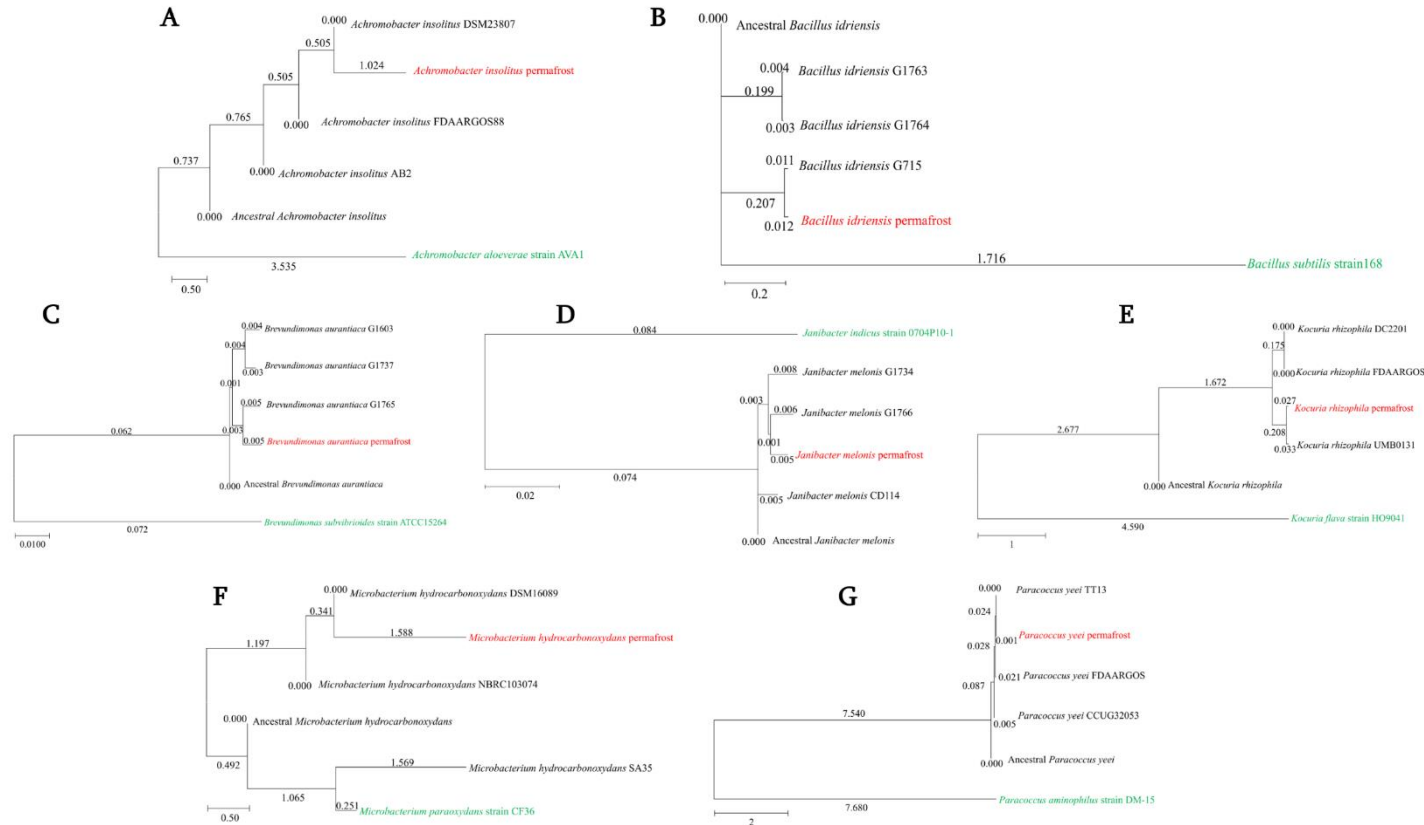 A
0.000 Achromobacter insolitus DSM23807
0.505
1.024 Achromobacter insolitus permafrost
0.505
0.765
0.000 Achromobacter insolitus FDAARGOS88
0.737
0.000 Achromobacter insolitus AB2
0.000 Ancestral Achromobacter insolitus
Achromobacter aloeverae strain AVA1
3.535
0.50
B
0.000 Ancestral Bacillus idriensis
0.004 Bacillus idriensis G1763
0.199
0.003 Bacillus idriensis G1764
0.011 Bacillus idriensis G715
0.207
0.012 Bacillus idriensis permafrost
1.716
Bacillus subtilis strain168
0.2
C
0.004 Brevundimonas aurantiaca G1603
0.004
0.003 Brevundimonas aurantiaca G1737
0.001
0.005 Brevundimonas aurantiaca G1765
0.003
0.062
0.005 Brevundimonas aurantiaca permafrost
0.000 Ancestral Brevundimonas aurantiaca
Brevundimonas subvibrioides strain ATCC15264
0.072
0.0100
D
0.084
Janibacter indicus strain 0704P10-1
0.008 Janibacter melonis G1734
0.003
0.006 Janibacter melonis G1766
0.001
0.005 Janibacter melonis permafrost
0.074
0.005 Janibacter melonis CD114
0.02
0.000 Ancestral Janibacter melonis
E
0.000 Kocuria rhizophila DC2201
0.175
0.000 Kocuria rhizophila FDAARGOS
1.672
0.027 Kocuria rhizophila permafrost
0.208
2.677
0.033 Kocuria rhizophila UMB0131
0.000 Ancestral Kocuria rhizophila
Kocuria flava strain HO9041
4.590
1
F
0.000 Microbacterium hydrocarbonoxydans DSM16089
0.341
1.588 Microbacterium hydrocarbonoxydans permafrost
1.197
0.000 Microbacterium hydrocarbonoxydans NBRC103074
0.000 Ancestral Microbacterium hydrocarbonoxydans
0.492
1.569 Microbacterium hydrocarbonoxydans SA35
1.065
0.251 Microbacterium paraoxydans strain CF36
0.50
G
0.000 Paracoccus yeei TT13
0.024
0.001 Paracoccus yeei permafrost
0.028
0.021 Paracoccus yeei FDAARGOS
0.087
0.005 Paracoccus yeei CCUG32053
7.540
0.000 Ancestral Paracoccus yeei
Paracoccus aminophilus strain DM-15
7.680
2